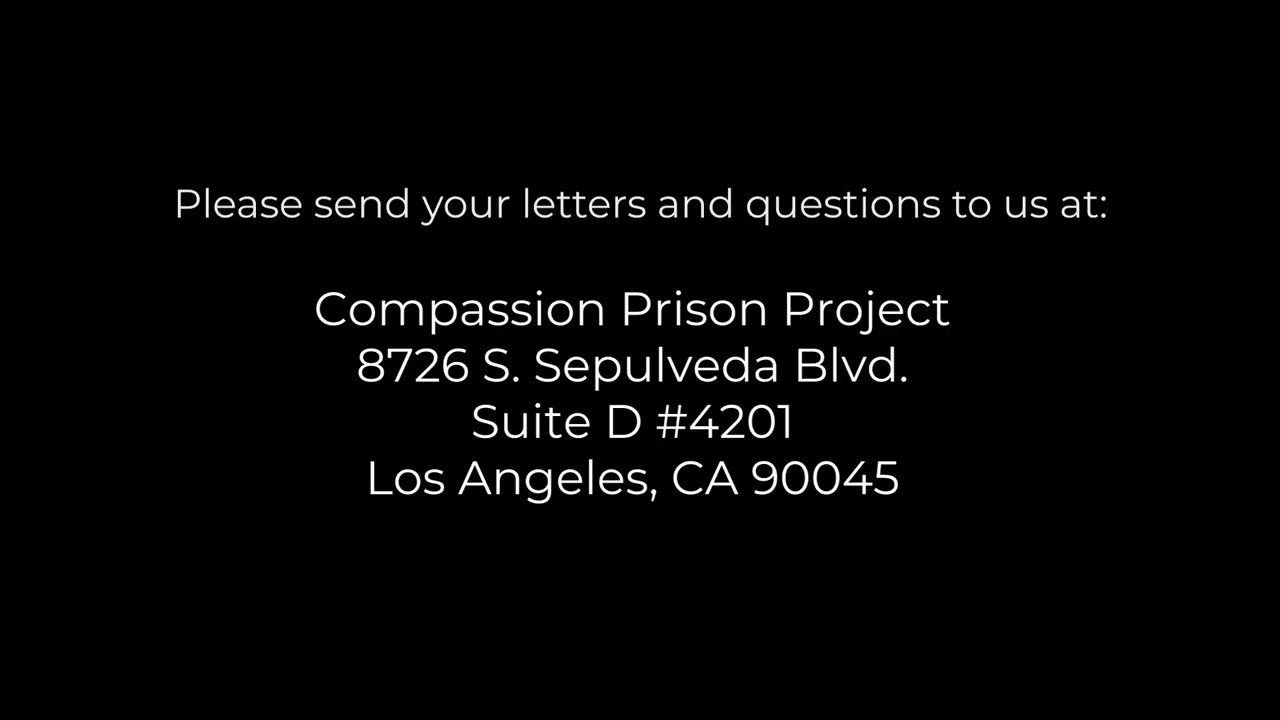 Please send your letters and questions to us at:
Compassion Prison Project
8726 S. Sepulveda Blvd.
Suite D #4201
Los Angeles, CA 90045